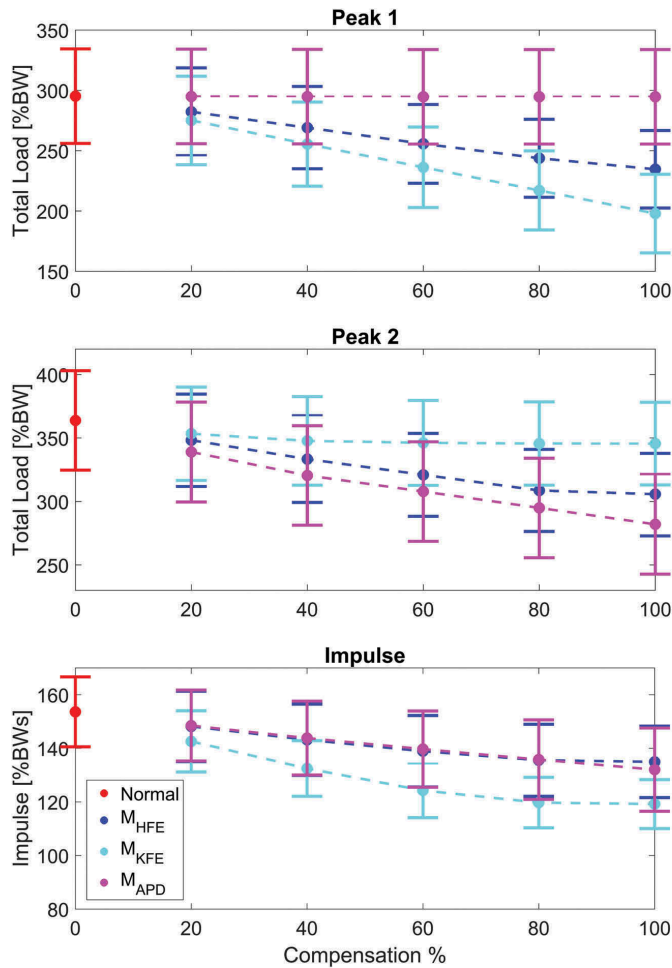 Peak 1
Total Load [%BW]
350
300
250
200
150
0 20 40 60 80 100
Peak 2
Total Load [%BW]
400
350
300
250
0 20 40 60 80 100
Impulse
Impulse [%BWs]
160
140
120
100
80
Normal
M_HFE
M_KFE
M_APD
0 20 40 60 80 100
Compensation %